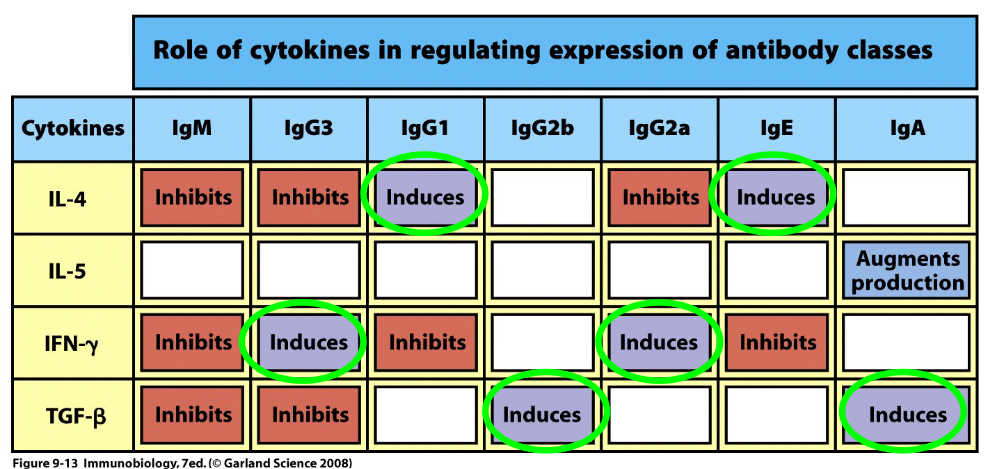 Role of cytokines in regulating expression of antibody classes
Cytokines IgM IgG3 IgG1 IgG2b IgG2a IgE IgA
IL-4 Inhibits Inhibits Induces Inhibits Induces
IL-5 Augments production
IFN-γ Inhibits Induces Inhibits Induces Inhibits
TGF-β Inhibits Inhibits Induces Induces
Figure 9-13 Immunobiology, 7ed. (© Garland Science 2008)